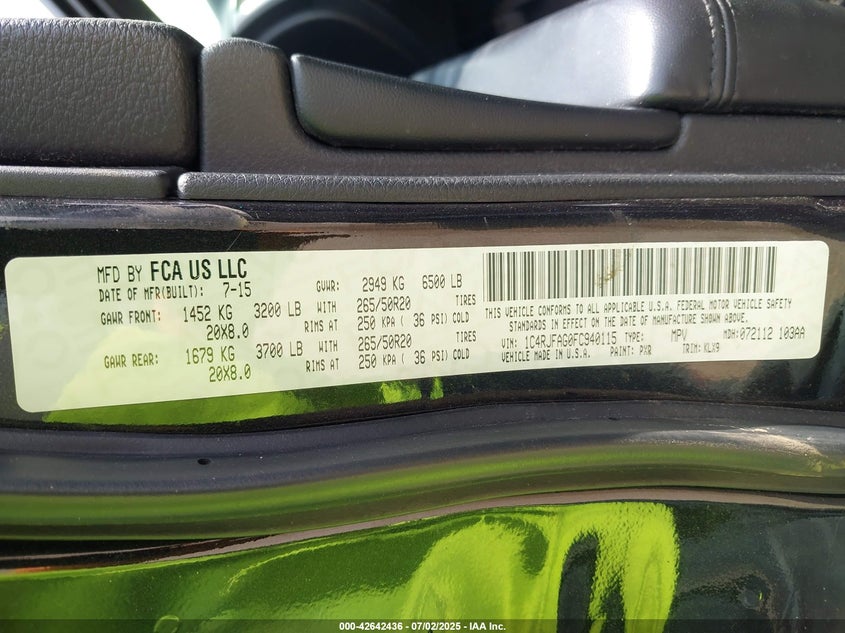 MFD BY FCA US LLC
DATE OF MFR(BUILT): 7-15 GVWR: 2949 KG 6500 LB
GAWR FRONT: 1452 KG 3200 LB WITH 265/50R20 TIRES
20X8.0 RIMS AT 250 KPA ( 36 PSI) COLD
GAWR REAR: 1679 KG 3700 LB WITH 265/50R20 TIRES
20X8.0 RIMS AT 250 KPA ( 36 PSI) COLD
THIS VEHICLE CONFORMS TO ALL APPLICABLE U.S.A. FEDERAL MOTOR VEHICLE SAFETY
STANDARDS IN EFFECT ON THE DATE OF MANUFACTURE SHOWN ABOVE.
VIN: 1C4RJFAG0FC940115 TYPE: MPV MDH: 072112 103AA
VEHICLE MADE IN U.S.A. PAINT: PXR TRIM: KLX9
000-42642436 - 07/02/2025 - IAA Inc.